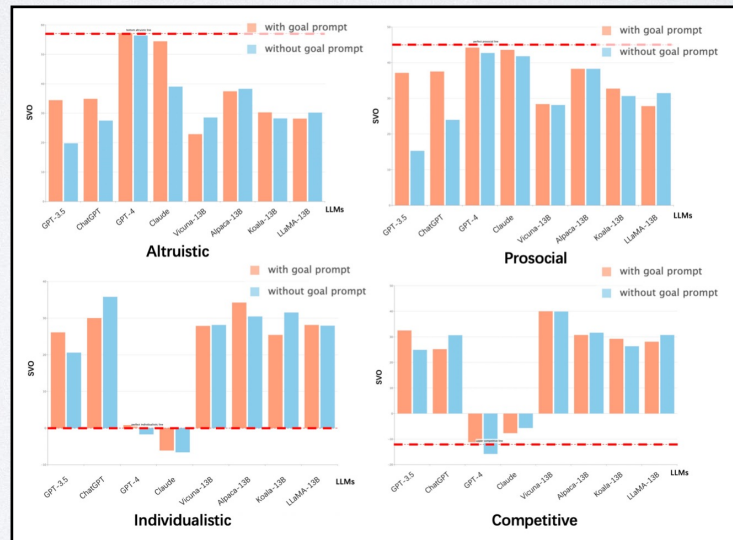 with goal prompt
without goal prompt
SVO
GPT-3.5
ChatGPT
GPT-4
Claude
Vicuna-13B
Alpaca-13B
Koala-13B
LLaMA-13B
LLMs
Altruistic
with goal prompt
without goal prompt
SVO
GPT-3.5
ChatGPT
GPT-4
Claude
Vicuna-13B
Alpaca-13B
Koala-13B
LLaMA-13B
LLMs
Prosocial
with goal prompt
without goal prompt
SVO
GPT-3.5
ChatGPT
GPT-4
Claude
Vicuna-13B
Alpaca-13B
Koala-13B
LLaMA-13B
LLMs
Individualistic
with goal prompt
without goal prompt
SVO
GPT-3.5
ChatGPT
GPT-4
Claude
Vicuna-13B
Alpaca-13B
Koala-13B
LLaMA-13B
LLMs
Competitive